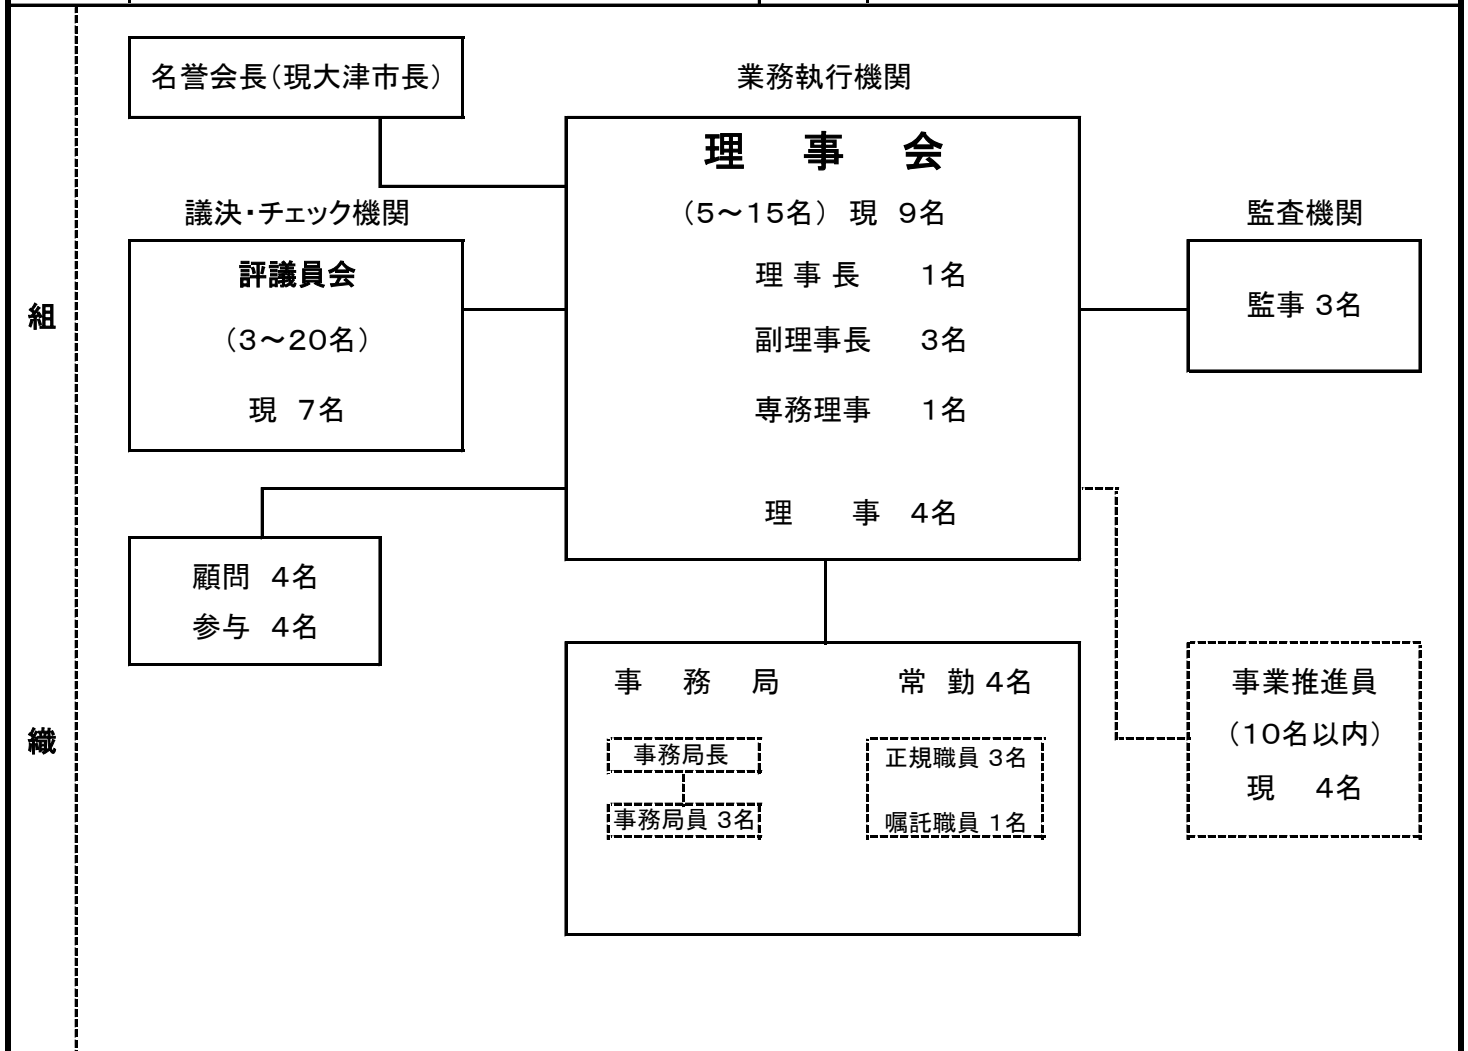 組
織
名誉会長(現大津市長)
業務執行機関
理 事 会
(5〜15名) 現 9名
理 事 長 1名
副理事長 3名
専務理事 1名
理 事 4名
議決・チェック機関
評議員会
(3〜20名)
現 7名
監査機関
監事 3名
顧問 4名
参与 4名
事 務 局 常 勤 4名
事務局長
事務局員 3名
正規職員 3名
嘱託職員 1名
事業推進員
(10名以内)
現 4名